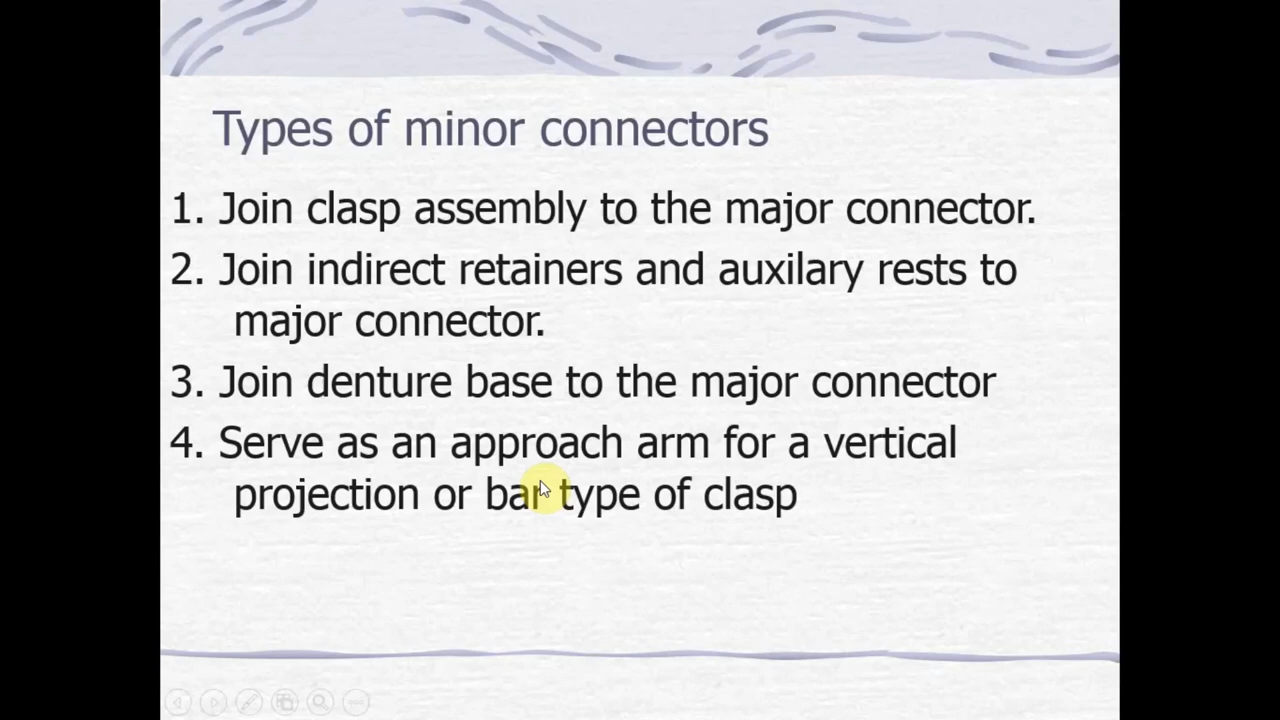 Types of minor connectors
1. Join clasp assembly to the major connector.
2. Join indirect retainers and auxilary rests to
major connector.
3. Join denture base to the major connector
4. Serve as an approach arm for a vertical
projection or bar type of clasp